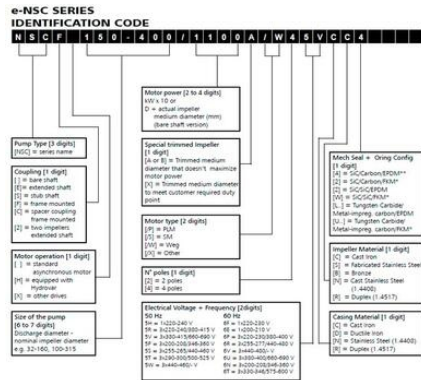 e-NSC SERIES
IDENTIFICATION CODE
N S C F 1 5 0 - 4 0 0 / 1 1 0 0 A / W 4 5 V C C 4
Motor power [2 to 4 digits]
kW x 10 or
D + actual impeller
medium diameter (mm)
(bare shaft version)
Pump Type [3 digits]
[NSC] = series name
Coupling [1 digit]
[ ] = bare shaft
[E] = extended shaft
[S] = stub shaft
[F] = frame mounted
[C] = spacer coupling
frame mounted
[2] = two impellers
extended shaft
Motor operation [1 digit]
[ ] = standard
asynchronous motor
[H] = equipped with
Hydrovar
[X] = other drives
Size of the pump
[6 to 7 digits]
Discharge diameter -
nominal impeller diameter
e.g. 32-160, 100-315
Special trimmed Impeller
[1 digit]
[A or B] = Trimmed medium
diameter that doesn't maximize
motor power
[X] = Trimmed medium diameter
to meet customer required duty
point
Motor type [2 digits]
[/P] = PLM
[/S] = SM
[/W] = Weg
[/X] = Other
N° poles [1 digit]
[2] = 2 poles
[4] = 4 poles
Electrical Voltage + Frequency [2digits]
50 Hz
60 Hz
Mech Seal + Oring Config
[1 digit]
[4] = SiC/Carbon/EPDM**
[2] = SiC/Carbon/FKM*
[Z] = SiC/SiC/EPDM
[W] = SiC/SiC/FKM*
[L..] = Tungsten Carbide/
Metal-impreg. carbon/EPDM
[U..] = Tungsten Carbide/
Metal-impreg. carbon/FKM*
Impeller Material [1 digit]
[C] = Cast Iron
[S] = Fabricated Stainless Steel
[B] = Bronze
[N] = Cast Stainless Steel
(1.4400)
[R] = Duplex (1.4517)
Casing Material [1 digit]
[C] = Cast Iron
[D] = Ductile Iron
[N] = Stainless Steel (1.4400)
[R] = Duplex (1.4517)